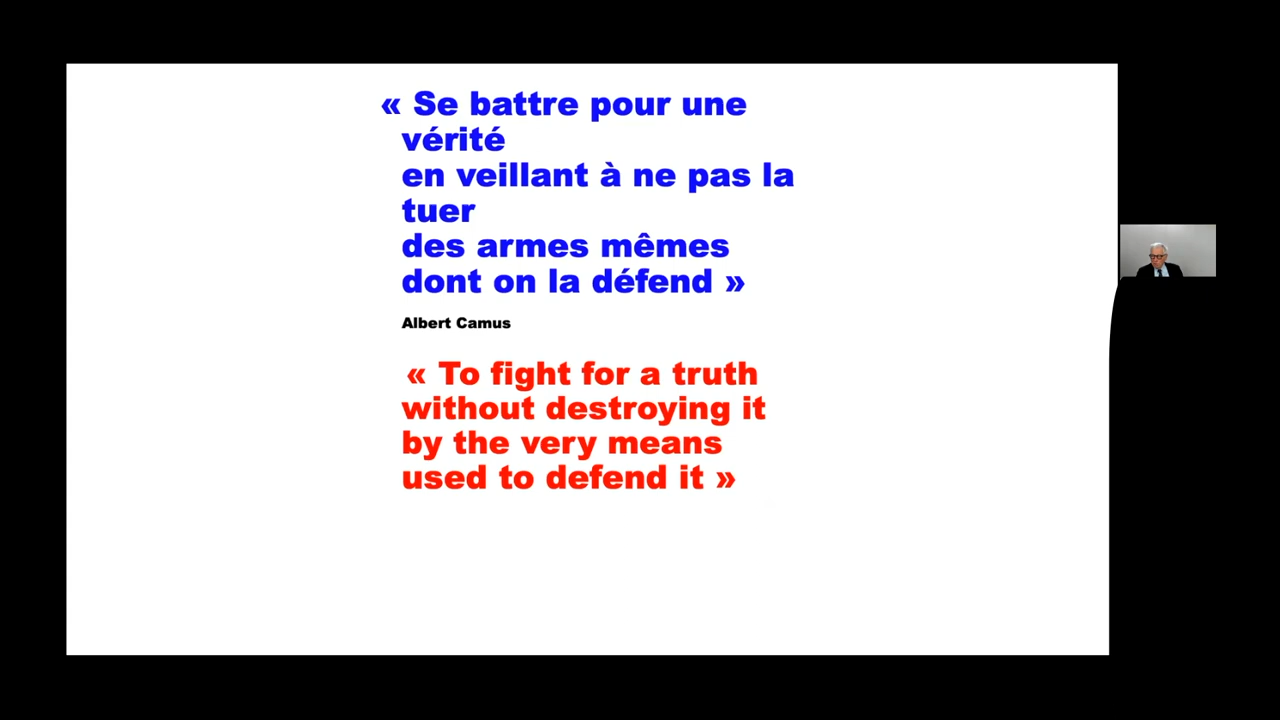 « Se battre pour une
vérité
en veillant à ne pas la
tuer
des armes mêmes
dont on la défend »
Albert Camus
« To fight for a truth
without destroying it
by the very means
used to defend it »